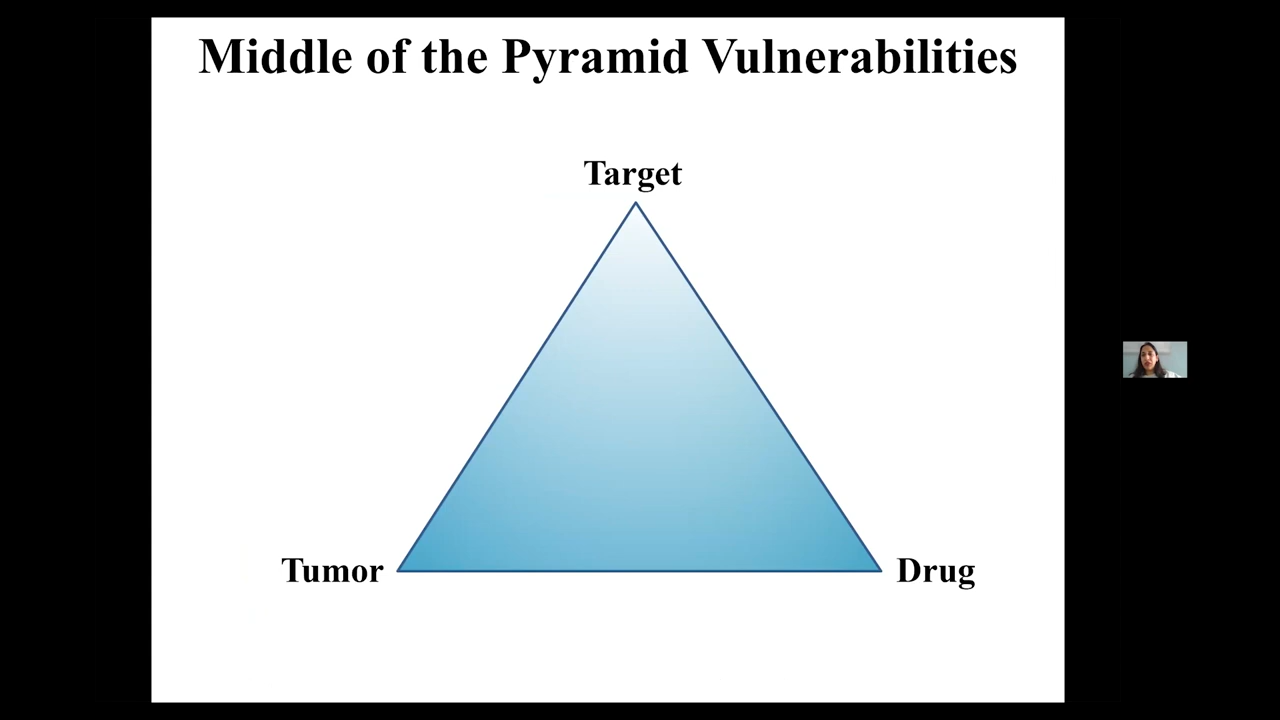 Middle of the Pyramid Vulnerabilities
Target
Tumor
Drug